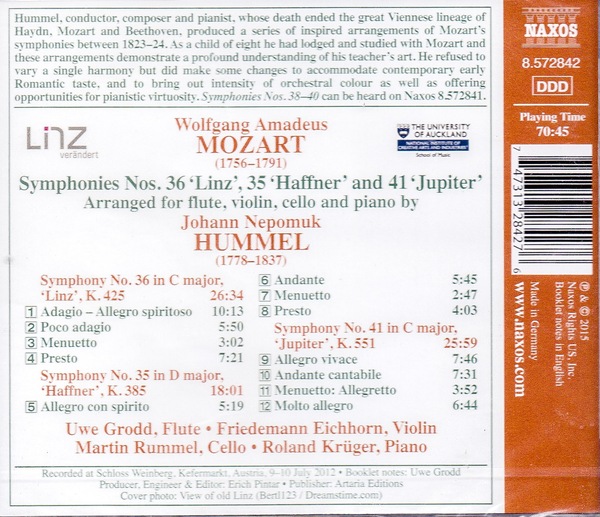 Hummel, conductor, composer and pianist, whose death ended the great Viennese lineage of
Haydn, Mozart and Beethoven, produced a series of inspired arrangements of Mozart's
symphonies between 1823–24. As a child of eight he had lodged and studied with Mozart and
these arrangements demonstrate a profound understanding of his teacher's art. He refused to
vary a single harmony but did make some changes to accommodate contemporary early
Romantic taste, and to bring out intensity of orchestral colour as well as offering
opportunities for pianistic virtuosity. Symphonies Nos. 38–40 can be heard on Naxos 8.572841.
Linz
verändert
THE UNIVERSITY
OF AUCKLAND
NATIONAL INSTITUTE OF
CREATIVE ARTS AND INDUSTRIES
School of Music
Wolfgang Amadeus
MOZART
(1756–1791)
Symphonies Nos. 36 'Linz', 35 'Haffner' and 41 'Jupiter'
Arranged for flute, violin, cello and piano by
Johann Nepomuk
HUMMEL
(1778–1837)
Symphony No. 36 in C major,
'Linz', K. 425 26:34
1 Adagio – Allegro spiritoso 10:13
2 Poco adagio 5:50
3 Menuetto 3:02
4 Presto 7:21
Symphony No. 35 in D major,
'Haffner', K. 385 18:01
5 Allegro con spirito 5:19
6 Andante 5:45
7 Menuetto 2:47
8 Presto 4:03
Symphony No. 41 in C major,
'Jupiter', K. 551 25:59
9 Allegro vivace 7:46
10 Andante cantabile 7:31
11 Menuetto: Allegretto 3:52
12 Molto allegro 6:44
Uwe Grodd, Flute • Friedemann Eichhorn, Violin
Martin Rummel, Cello • Roland Krüger, Piano
Recorded at Schloss Weinberg, Kefermarkt, Austria, 9–10 July 2012 • Booklet notes: Uwe Grodd
Producer, Engineer & Editor: Erich Pintar • Publisher: Artaria Editions
Cover photo: View of old Linz (Bertl123 / Dreamstime.com)
NAXOS
8.572842
DDD
Playing Time
70:45
7 47313 28427 6
℗ & © 2015
Naxos Rights US, Inc.
Booklet notes in English
Made in Germany
www.naxos.com